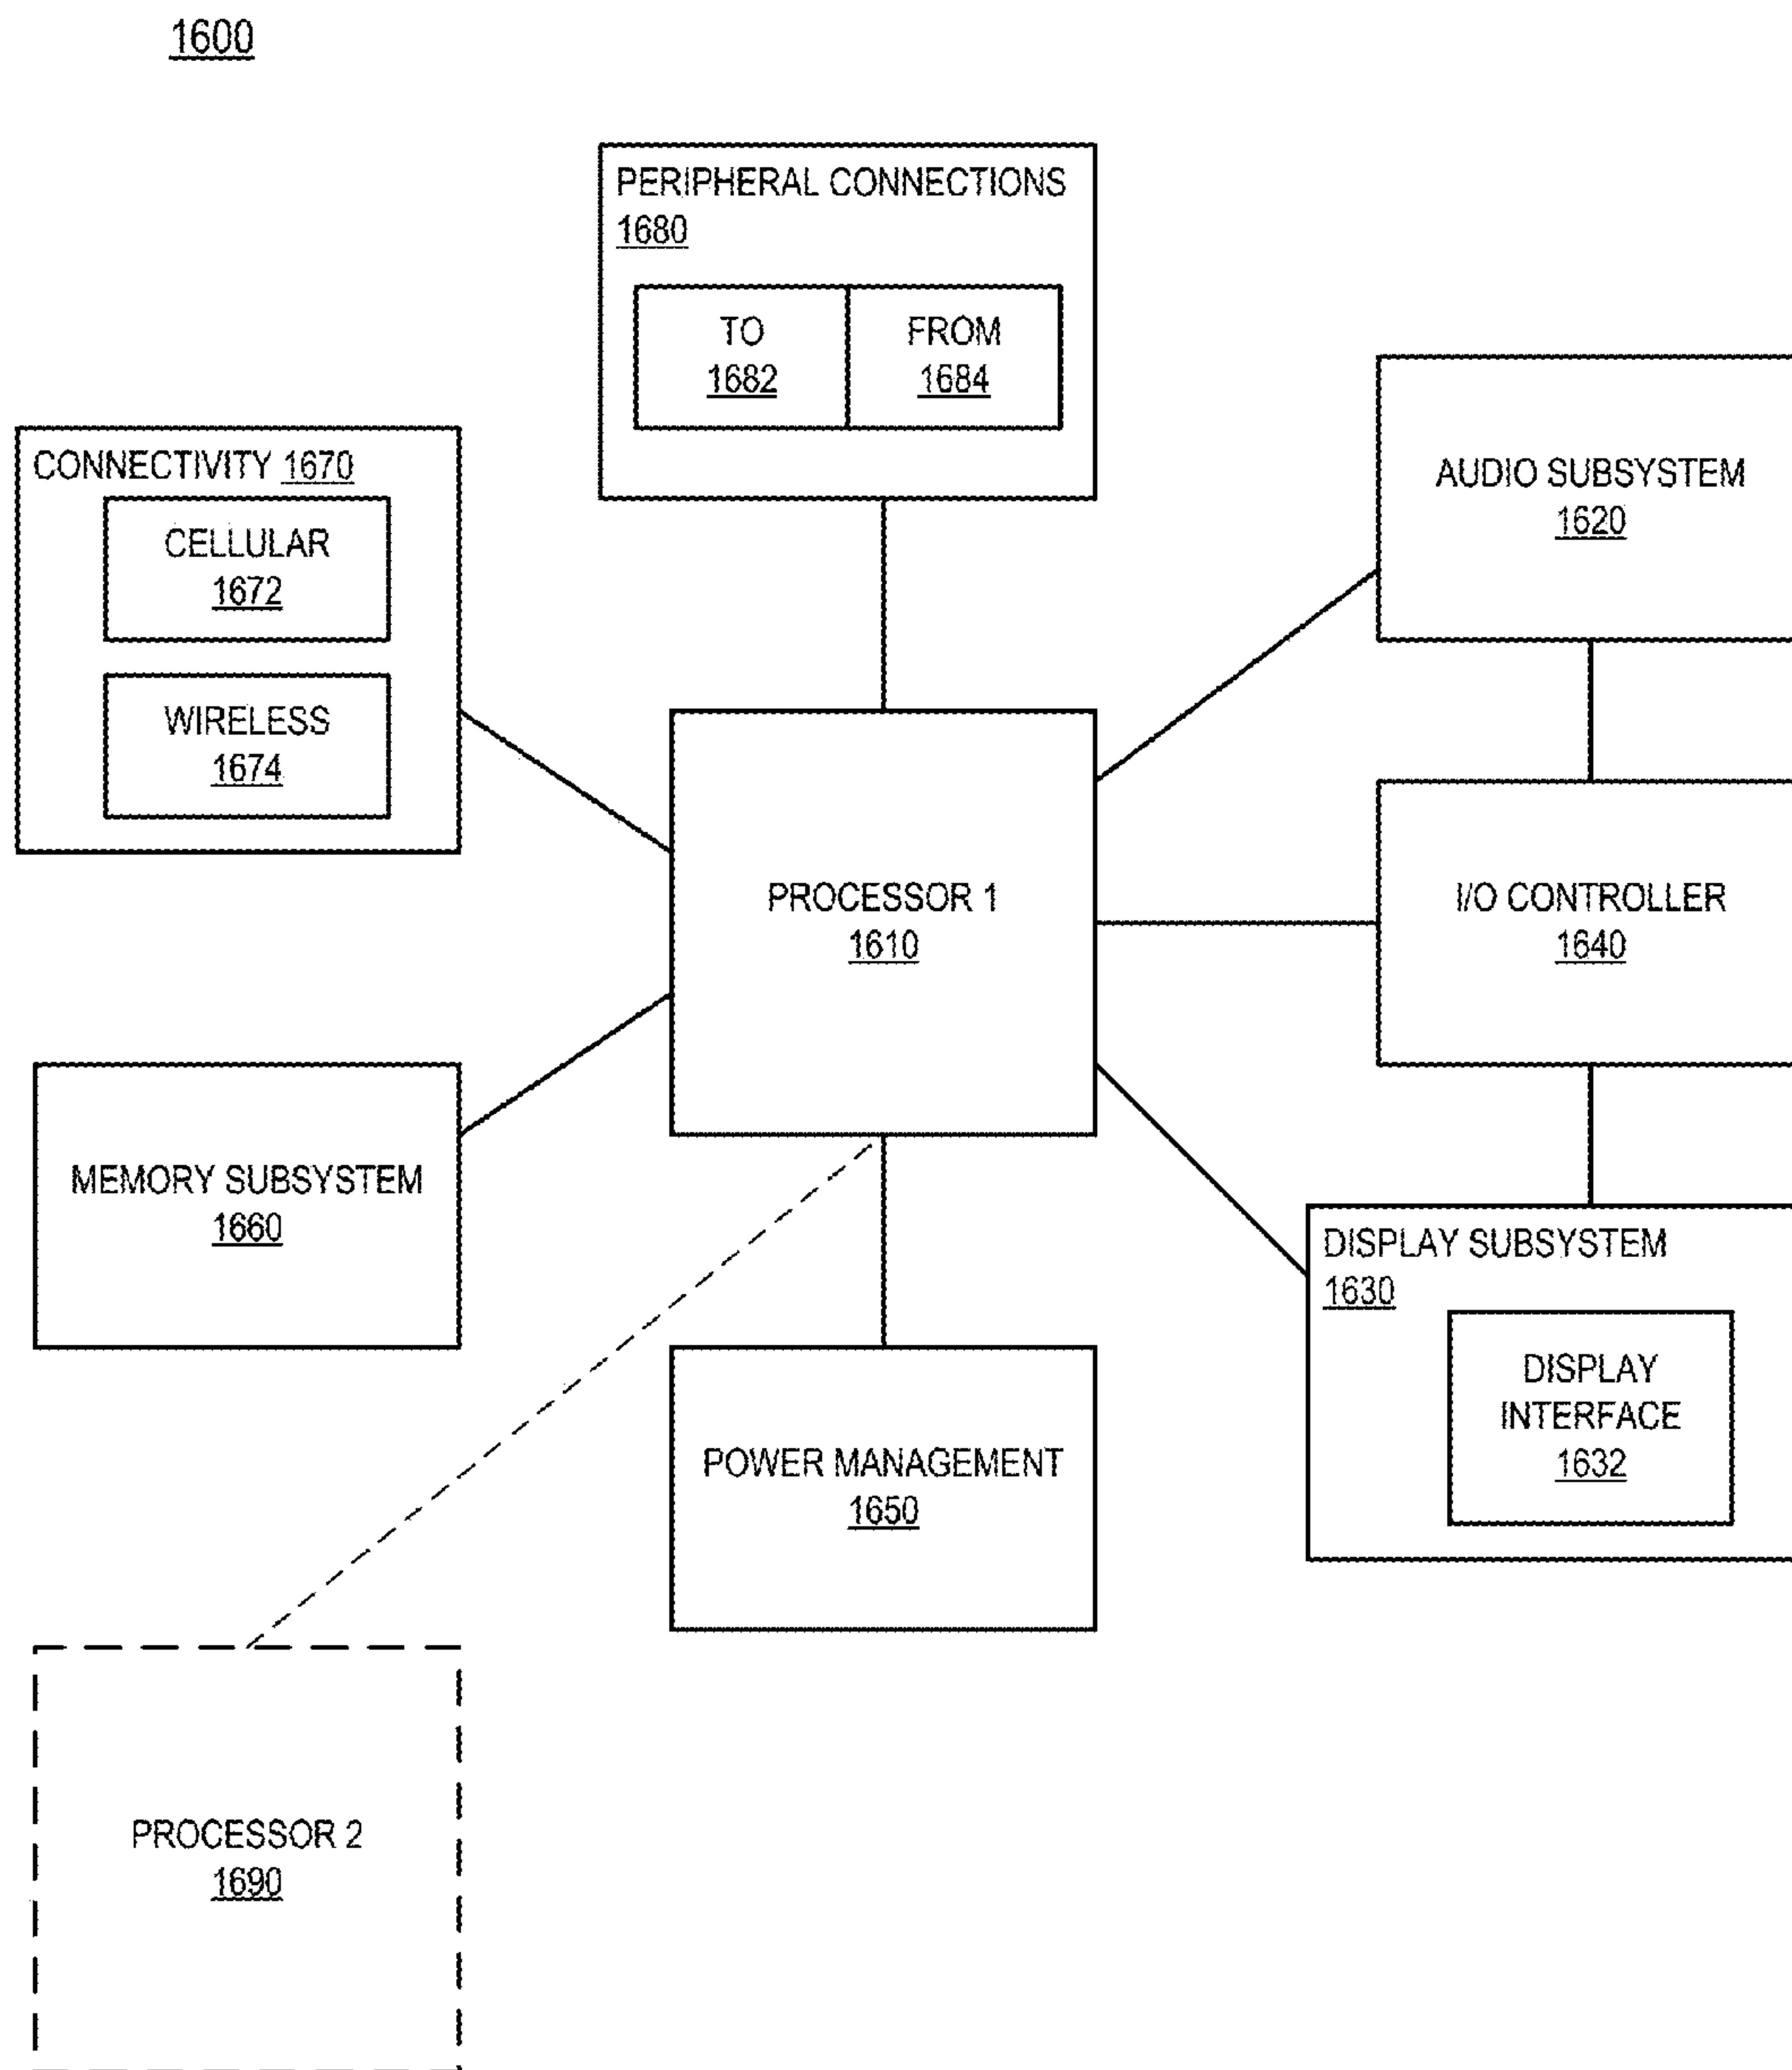 1600
PERIPHERAL CONNECTIONS
1680
TO
1682
FROM
1684
CONNECTIVITY 1670
CELLULAR
1672
WIRELESS
1674
AUDIO SUBSYSTEM
1620
PROCESSOR 1
1610
I/O CONTROLLER
1640
MEMORY SUBSYSTEM
1660
DISPLAY SUBSYSTEM
1630
DISPLAY
INTERFACE
1632
POWER MANAGEMENT
1650
PROCESSOR 2
1690